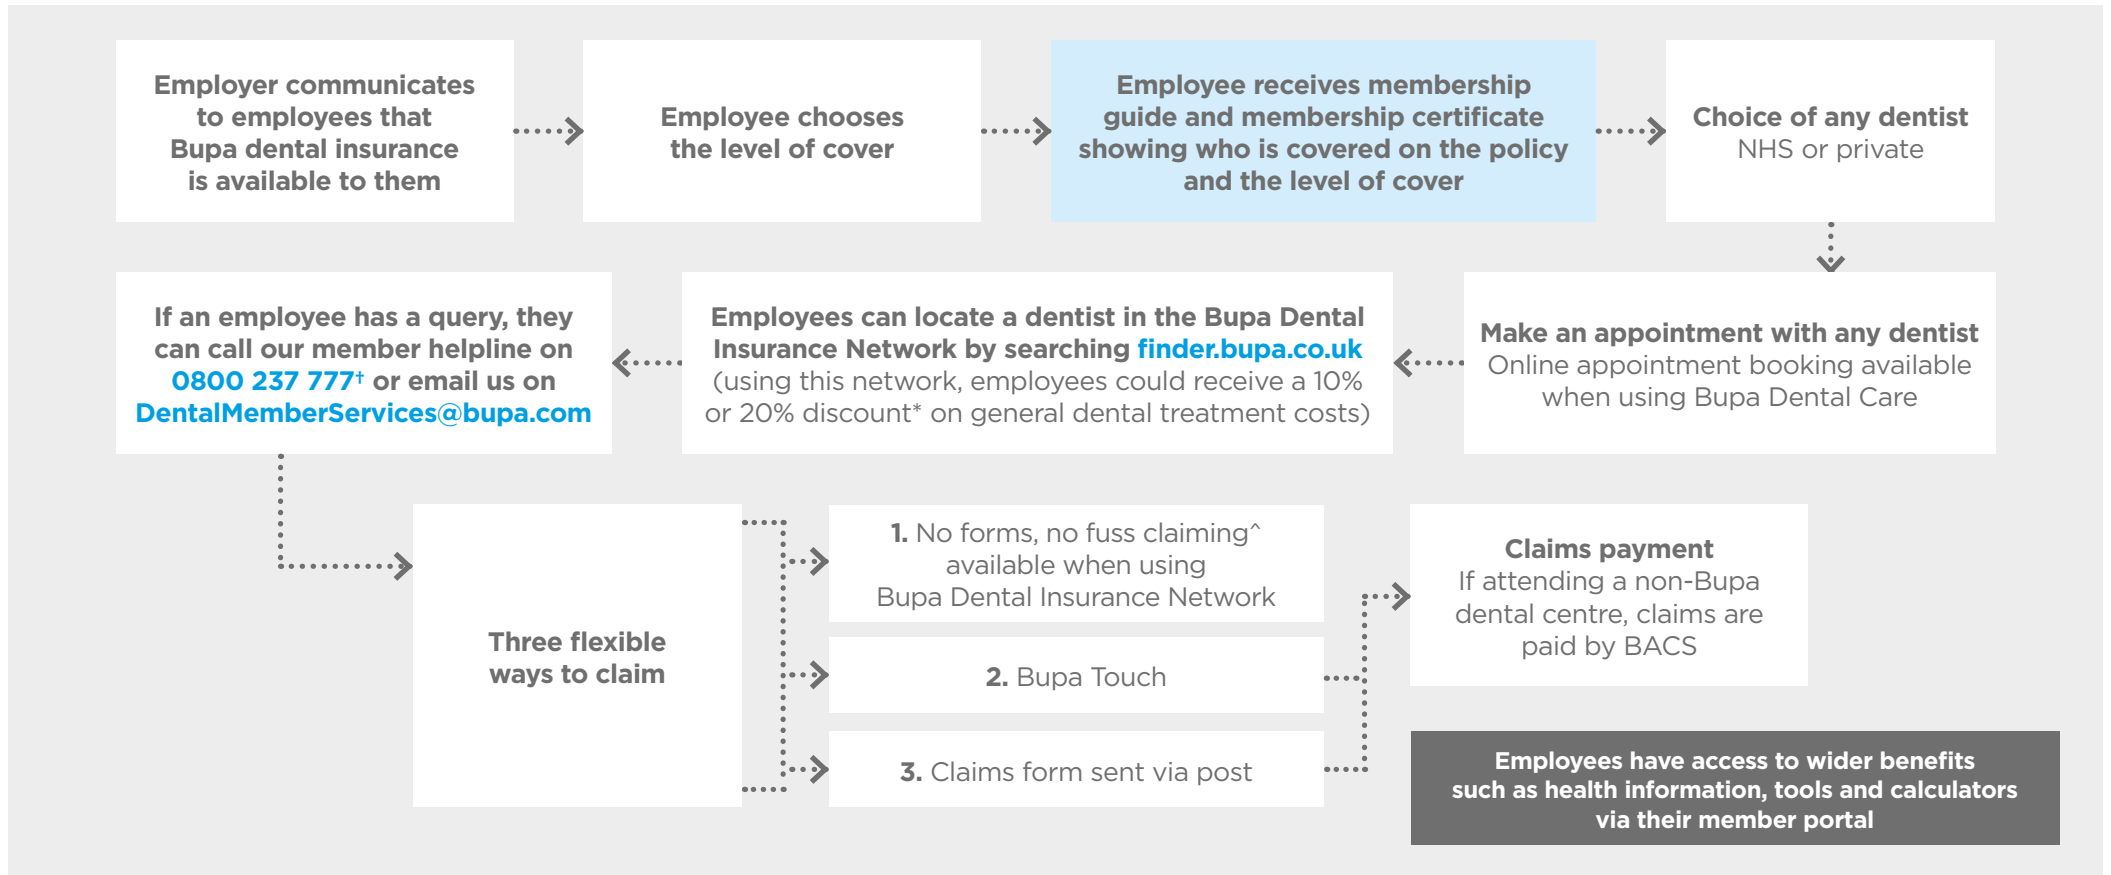 Employer communicates
to employees that
Bupa dental insurance
is available to them
Employee chooses
the level of cover
Employee receives membership
guide and membership certificate
showing who is covered on the policy
and the level of cover
Choice of any dentist
NHS or private
Make an appointment with any dentist
Online appointment booking available
when using Bupa Dental Care
Employees can locate a dentist in the Bupa Dental
Insurance Network by searching finder.bupa.co.uk
(using this network, employees could receive a 10%
or 20% discount* on general dental treatment costs)
If an employee has a query, they
can call our member helpline on
0800 237 777† or email us on
DentalMemberServices@bupa.com
Three flexible
ways to claim
1. No forms, no fuss claiming^
available when using
Bupa Dental Insurance Network
2. Bupa Touch
3. Claims form sent via post
Claims payment
If attending a non-Bupa
dental centre, claims are
paid by BACS
Employees have access to wider benefits
such as health information, tools and calculators
via their member portal